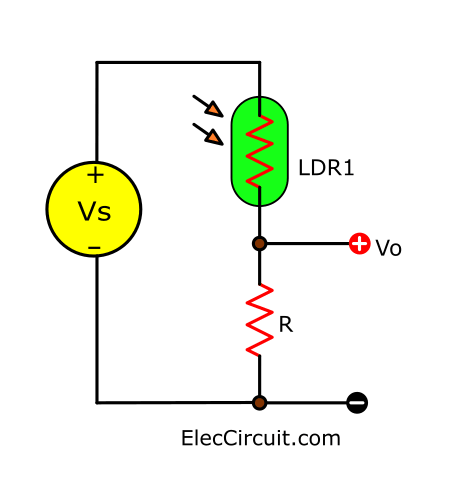 LDR1
+
Vs
–
Vo
R
ElecCircuit.com